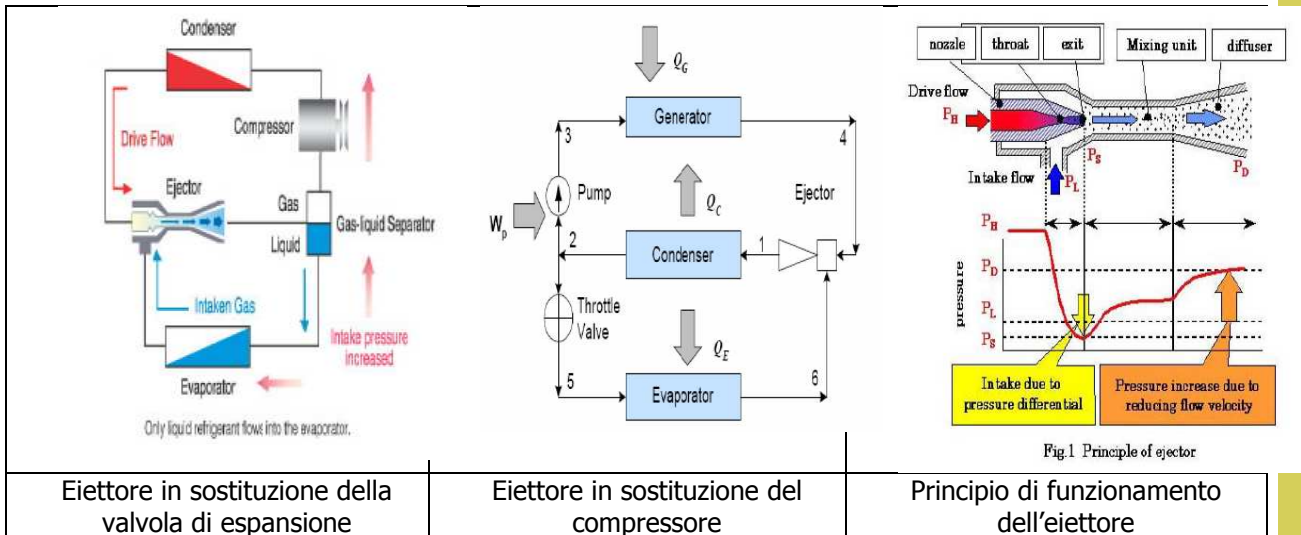 Condenser
Drive Flow
Compressor
Ejector
Gas
Liquid
Gas-liquid Separator
Intaken Gas
Intake pressure
increased
Evaporator
Only liquid refrigerant flows into the evaporator.
Q_G
Generator
3
4
Pump
Ejector
W_p
Q_C
2
Condenser
1
Throttle
Valve
Q_E
5
Evaporator
6
nozzle
throat
exit
Mixing unit
diffuser
Drive flow
P_H
P_S
P_L
P_D
Intake flow
P_H
P_D
P_L
P_S
pressure
Intake due to
pressure differential
Pressure increase due to
reducing flow velocity
Fig.1 Principle of ejector
Eiettore in sostituzione della
valvola di espansione
Eiettore in sostituzione del
compressore
Principio di funzionamento
dell'eiettore